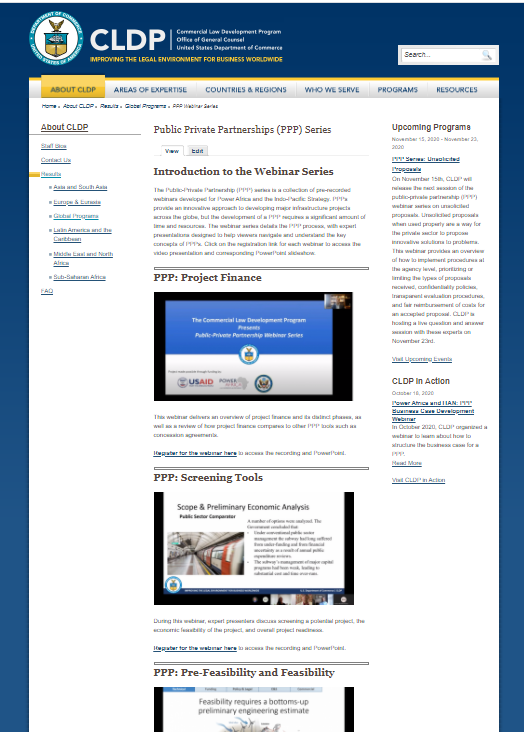 CLDP
Commercial Law Development Program
Office of General Counsel
United States Department of Commerce
IMPROVING THE LEGAL ENVIRONMENT FOR BUSINESS WORLDWIDE
Search...
ABOUT CLDP
AREAS OF EXPERTISE
COUNTRIES & REGIONS
WHO WE SERVE
PROGRAMS
RESOURCES
Home » About CLDP » Results » Global Programs » PPP Webinar Series
About CLDP
Staff Bios
Contact Us
Results
» Asia and South Asia
» Europe & Eurasia
» Global Programs
» Latin America and the
Caribbean
» Middle East and North
Africa
» Sub-Saharan Africa
FAQ
Public Private Partnerships (PPP) Series
View
Edit
Introduction to the Webinar Series
The Public-Private Partnership (PPP) series is a collection of pre-recorded
webinars developed for Power Africa and the Indo-Pacific Strategy. PPPs
provide an innovative approach to developing major infrastructure projects
across the globe, but the development of a PPP requires a significant amount of
time and resources. The webinar series details the PPP process, with expert
presentations designed to help viewers navigate and understand the key
concepts of PPPs. Click on the registration link for each webinar to access the
video presentation and corresponding PowerPoint slideshow.
PPP: Project Finance
The Commercial Law Development Program
Presents
Public-Private Partnership Webinar Series
USAID
This webinar delivers an overview of project finance and its distinct phases, as
well as a review of how project finance compares to other PPP tools such as
concession agreements.
Register for the webinar here to access the recording and PowerPoint.
PPP: Screening Tools
Scope & Preliminary Economic Analysis
Public Sector Comparator
A number of options were analyzed. The
Government concluded that:
• Under conventional public sector
management the subway had long suffered
from under-funding and from financial
uncertainty as a result of annual public
expenditure reviews.
• The subway's management of major capital
programs had been weak, leading to
substantial cost and time over-runs.
During this webinar, expert presenters discuss screening a potential project, the
economic feasibility of the project, and overall project readiness.
Register for the webinar here to access the recording and PowerPoint.
PPP: Pre-Feasibility and Feasibility
Feasibility requires a bottoms-up
preliminary engineering estimate
Upcoming Programs
November 15, 2020 - November 23,
2020
PPP Series: Unsolicited
Proposals
On November 15th, CLDP will
release the next session of the
public-private partnership (PPP)
webinar series on unsolicited
proposals. Unsolicited proposals
when used properly are a way for
the private sector to propose
innovative solutions to problems.
This webinar provides an overview
of how to implement procedures at
the agency level, prioritizing or
limiting the types of proposals
received, confidentiality policies,
transparent evaluation procedures,
and fair reimbursement of costs for
an accepted proposal. CLDP is
hosting a live question and answer
session with these experts on
November 23rd.
Visit Upcoming Events
CLDP in Action
October 18, 2020
Power Africa and ITAN: PPP
Business Case Development
Webinar
In October 2020, CLDP organized a
webinar to learn about how to
structure the business case for a
PPP.
Read More
Visit CLDP in Action